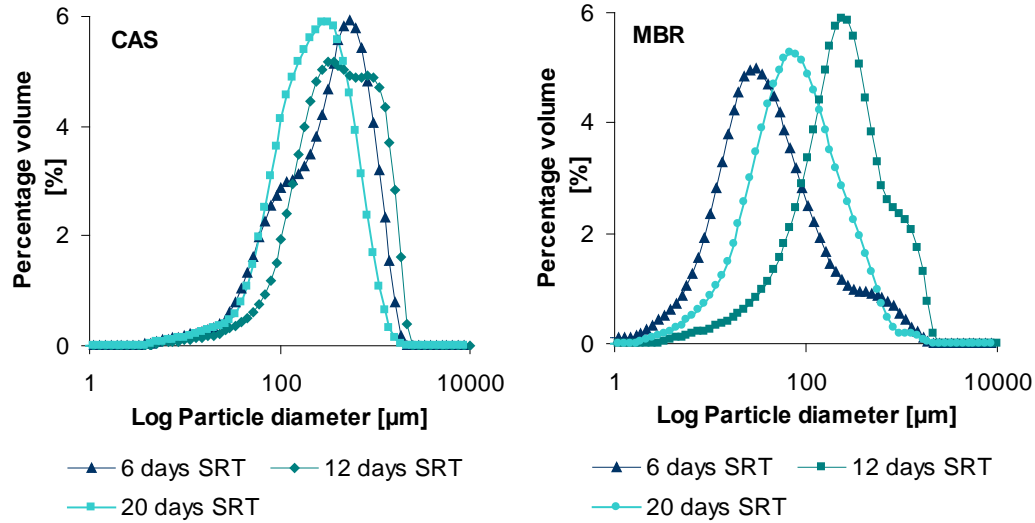 CAS
Percentage volume
[%]
6
4
2
0
1
100
10000
Log Particle diameter [µm]
6 days SRT
12 days SRT
20 days SRT
MBR
Percentage volume
[%]
6
4
2
0
1
100
10000
Log Particle diameter [µm]
6 days SRT
12 days SRT
20 days SRT